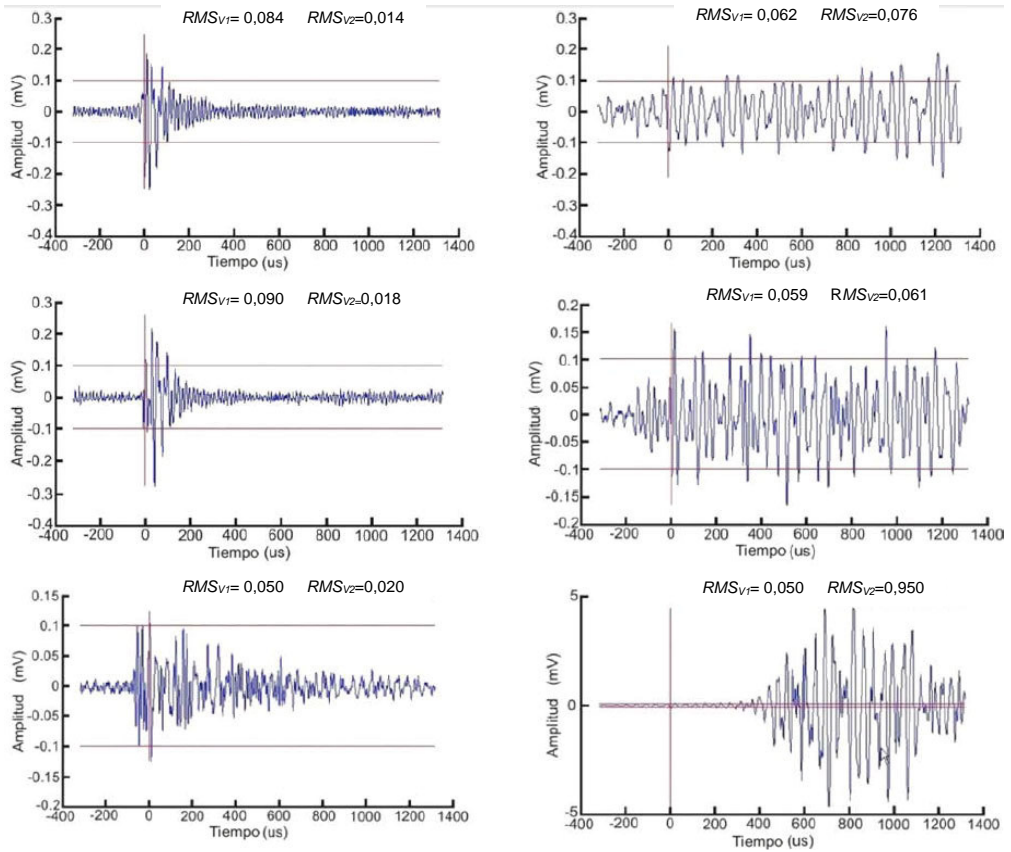 RMSV1= 0,084 RMSV2=0,014
0.3
0.2
0.1
0
-0.1
-0.2
-0.3
-0.4
Amplitud (mV)
-400 -200 0 200 400 600 800 1000 1200 1400
Tiempo (us)
RMSV1= 0,062 RMSV2=0,076
0.3
0.2
0.1
0
-0.1
-0.2
-0.3
-0.4
Amplitud (mV)
-400 -200 0 200 400 600 800 1000 1200 1400
Tiempo (us)
RMSV1= 0,090 RMSV2=0,018
0.3
0.2
0.1
0
-0.1
-0.2
-0.3
-0.4
Amplitud (mV)
-400 -200 0 200 400 600 800 1000 1200 1400
Tiempo (us)
RMSV1= 0,059 RMSV2=0,061
0.2
0.15
0.1
0.05
0
-0.05
-0.1
-0.15
-0.2
Amplitud (mV)
-400 -200 0 200 400 600 800 1000 1200 1400
Tiempo (us)
RMSV1= 0,050 RMSV2=0,020
0.15
0.1
0.05
0
-0.05
-0.1
-0.15
-0.2
Amplitud (mV)
-400 -200 0 200 400 600 800 1000 1200 1400
Tiempo (us)
RMSV1= 0,050 RMSV2=0,950
5
0
-5
Amplitud (mV)
-400 -200 0 200 400 600 800 1000 1200 1400
Tiempo (us)